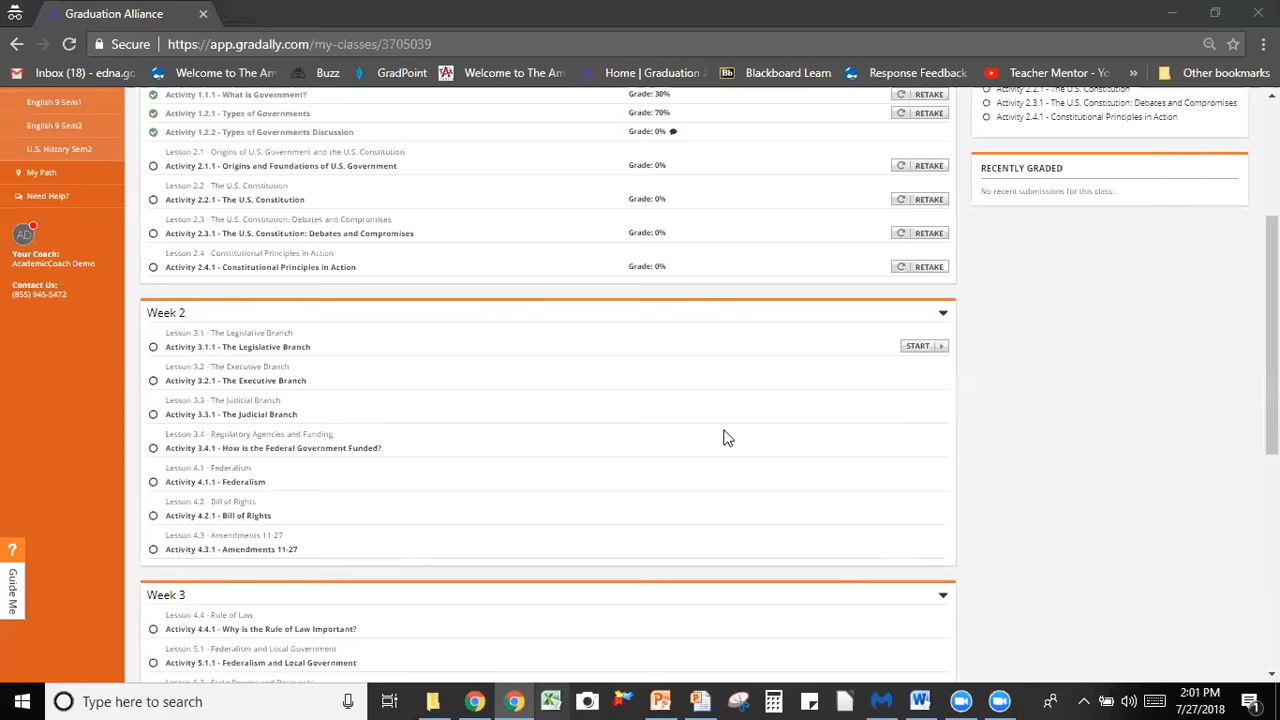 Graduation Alliance
Secure https://app.gradally.com/my-classes/3705039
Inbox (18) - edna.gc Welcome to The Am Buzz GradPoint Welcome to The Am Home | Graduation A Blackboard Learn Response Feedback Teacher Mentor - Yo Other bookmarks
English 9 Sem1
English 9 Sem2
U.S. History Sem2
My Path
Need Help?
AD
Your Coach:
AcademicCoach Demo
Contact Us:
(855) 945-5472
?
Guide Me
Activity 1.1.1 - What is Government? Grade: 30% RETAKE
Activity 1.2.1 - Types of Governments Grade: 70% RETAKE
Activity 1.2.2 - Types of Governments Discussion Grade: 0% RETAKE
Lesson 2.1 - Origins of U.S. Government and the U.S. Constitution
Activity 2.1.1 - Origins and Foundations of U.S. Government Grade: 0% RETAKE
Lesson 2.2 - The U.S. Constitution
Activity 2.2.1 - The U.S. Constitution Grade: 0% RETAKE
Lesson 2.3 - The U.S. Constitution: Debates and Compromises
Activity 2.3.1 - The U.S. Constitution: Debates and Compromises Grade: 0% RETAKE
Lesson 2.4 - Constitutional Principles in Action
Activity 2.4.1 - Constitutional Principles in Action Grade: 0% RETAKE
Week 2
Lesson 3.1 - The Legislative Branch
Activity 3.1.1 - The Legislative Branch START
Lesson 3.2 - The Executive Branch
Activity 3.2.1 - The Executive Branch
Lesson 3.3 - The Judicial Branch
Activity 3.3.1 - The Judicial Branch
Lesson 3.4 - Regulatory Agencies and Funding
Activity 3.4.1 - How is the Federal Government Funded?
Lesson 4.1 - Federalism
Activity 4.1.1 - Federalism
Lesson 4.2 - Bill of Rights
Activity 4.2.1 - Bill of Rights
Lesson 4.3 - Amendments 11-27
Activity 4.3.1 - Amendments 11-27
Week 3
Lesson 4.4 - Rule of Law
Activity 4.4.1 - Why is the Rule of Law Important?
Lesson 5.1 - Federalism and Local Government
Activity 5.1.1 - Federalism and Local Government
Activity 2.2.1 - The U.S. Constitution
Activity 2.3.1 - The U.S. Constitution: Debates and Compromises
Activity 2.4.1 - Constitutional Principles in Action
RECENTLY GRADED
No recent submissions for this class.
Type here to search
2:01 PM
7/27/2018